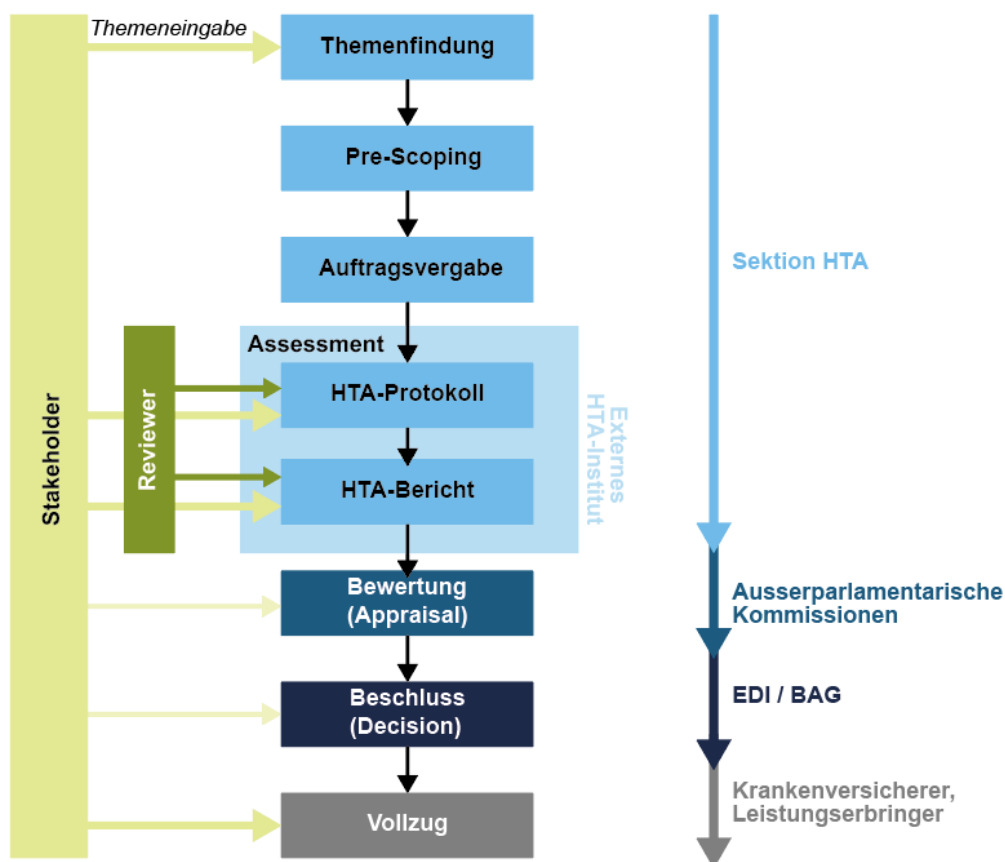 Themeneingabe
Themenfindung
Pre-Scoping
Auftragsvergabe
Sektion HTA
Assessment
HTA-Protokoll
HTA-Bericht
Externes
HTA-Institut
Reviewer
Stakeholder
Bewertung
(Appraisal)
Ausserparlamentarische
Kommissionen
Beschluss
(Decision)
EDI / BAG
Vollzug
Krankenversicherer,
Leistungserbringer